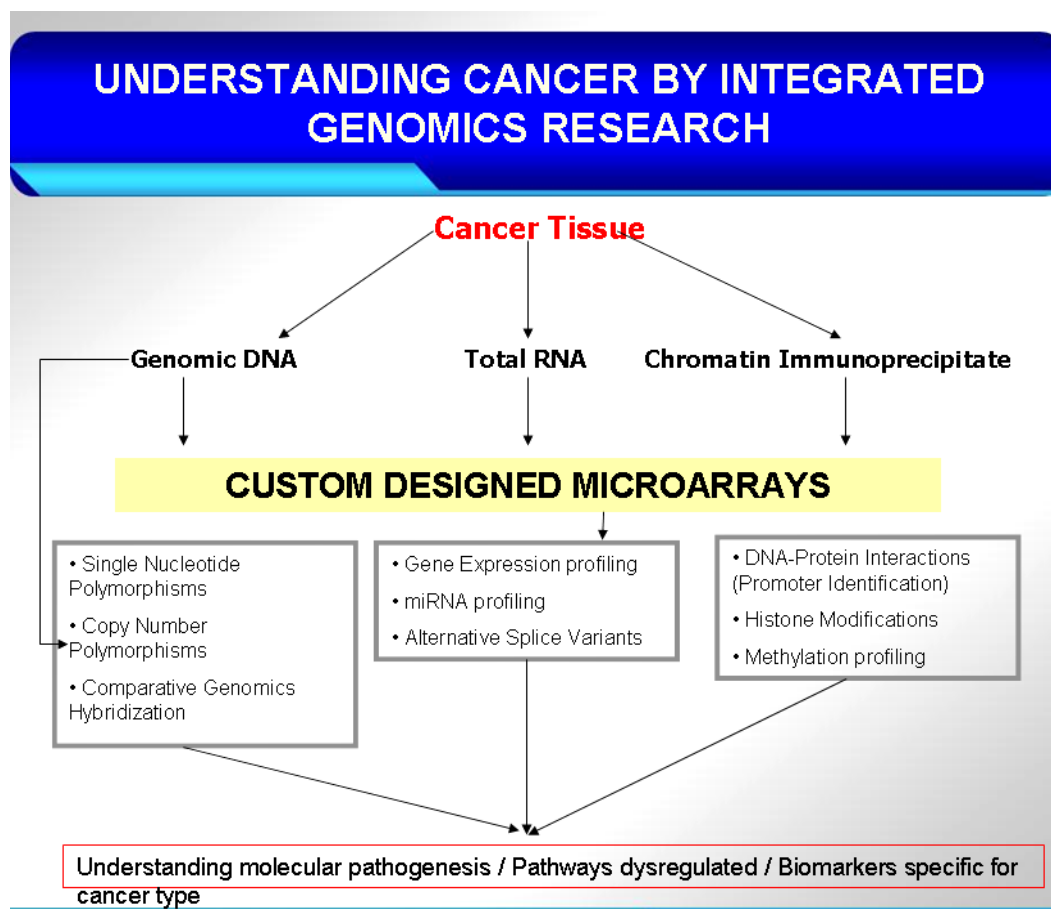 UNDERSTANDING CANCER BY INTEGRATED
GENOMICS RESEARCH
Cancer Tissue
Genomic DNA
Total RNA
Chromatin Immunoprecipitate
CUSTOM DESIGNED MICROARRAYS
• Single Nucleotide
Polymorphisms
• Copy Number
Polymorphisms
• Comparative Genomics
Hybridization
• Gene Expression profiling
• miRNA profiling
• Alternative Splice Variants
• DNA-Protein Interactions
(Promoter Identification)
• Histone Modifications
• Methylation profiling
Understanding molecular pathogenesis / Pathways dysregulated / Biomarkers specific for
cancer type